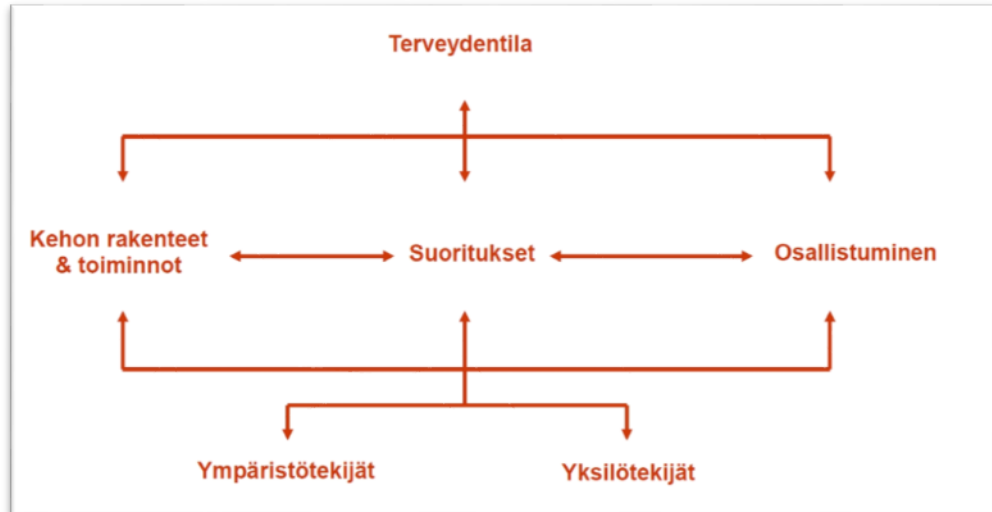 Terveydentila
Kehon rakenteet
& toiminnot
Suoritukset
Osallistuminen
Ympäristötekijät
Yksilötekijät